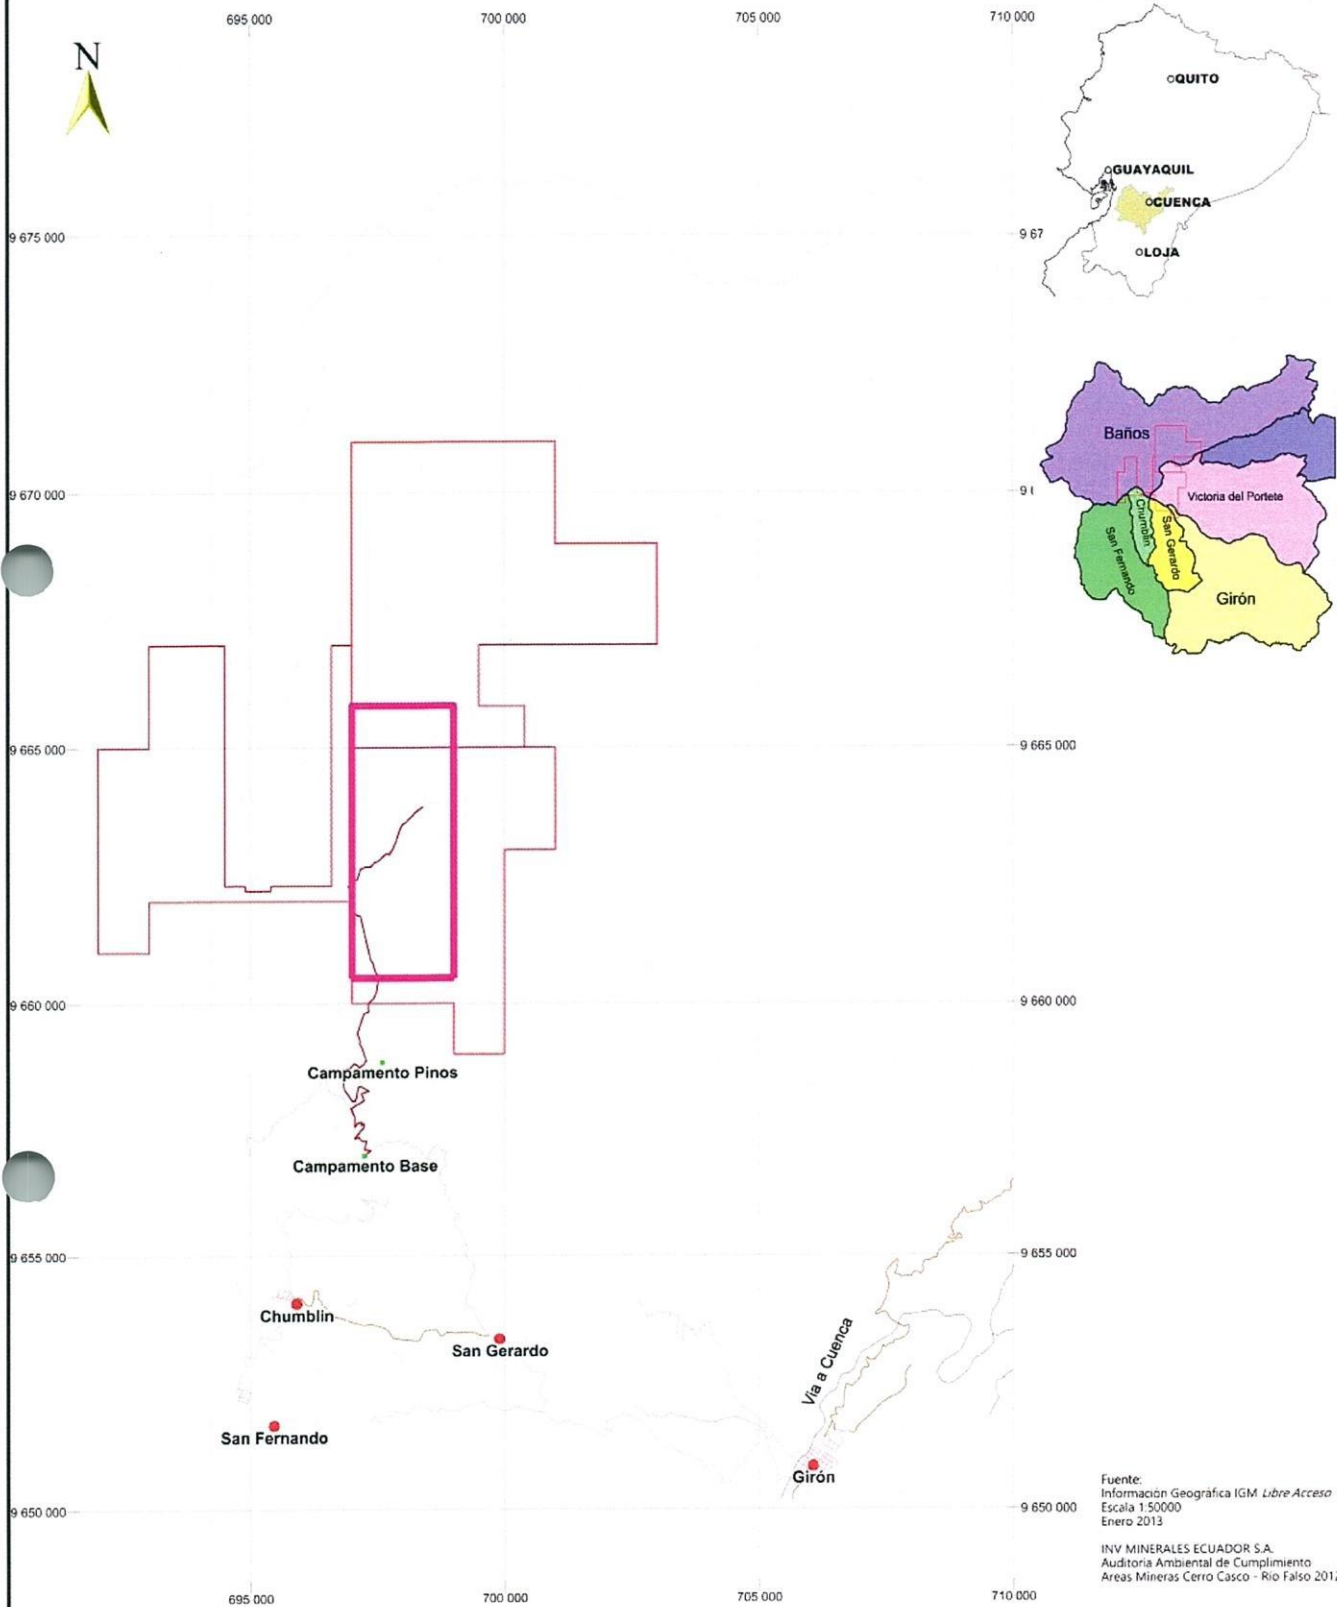 695 000
700 000
705 000
710 000
N
QUITO
GUAYAQUIL
CUENCA
LOJA
9 675 000
9 67
Baños
Victoria del Portete
Chumblin
San Gerardo
San Fernando
Girón
9 670 000
9 665 000
9 665 000
9 660 000
9 660 000
Campamento Pinos
Campamento Base
9 655 000
9 655 000
Chumblin
San Gerardo
Via a Cuenca
San Fernando
Girón
9 650 000
9 650 000
Fuente:
Información Geográfica IGM Libre Acceso
Escala 1:50000
Enero 2013
INV MINERALES ECUADOR S.A.
Auditoria Ambiental de Cumplimiento
Areas Mineras Cerro Casco - Rio Falso 2012
695 000
700 000
705 000
710 000